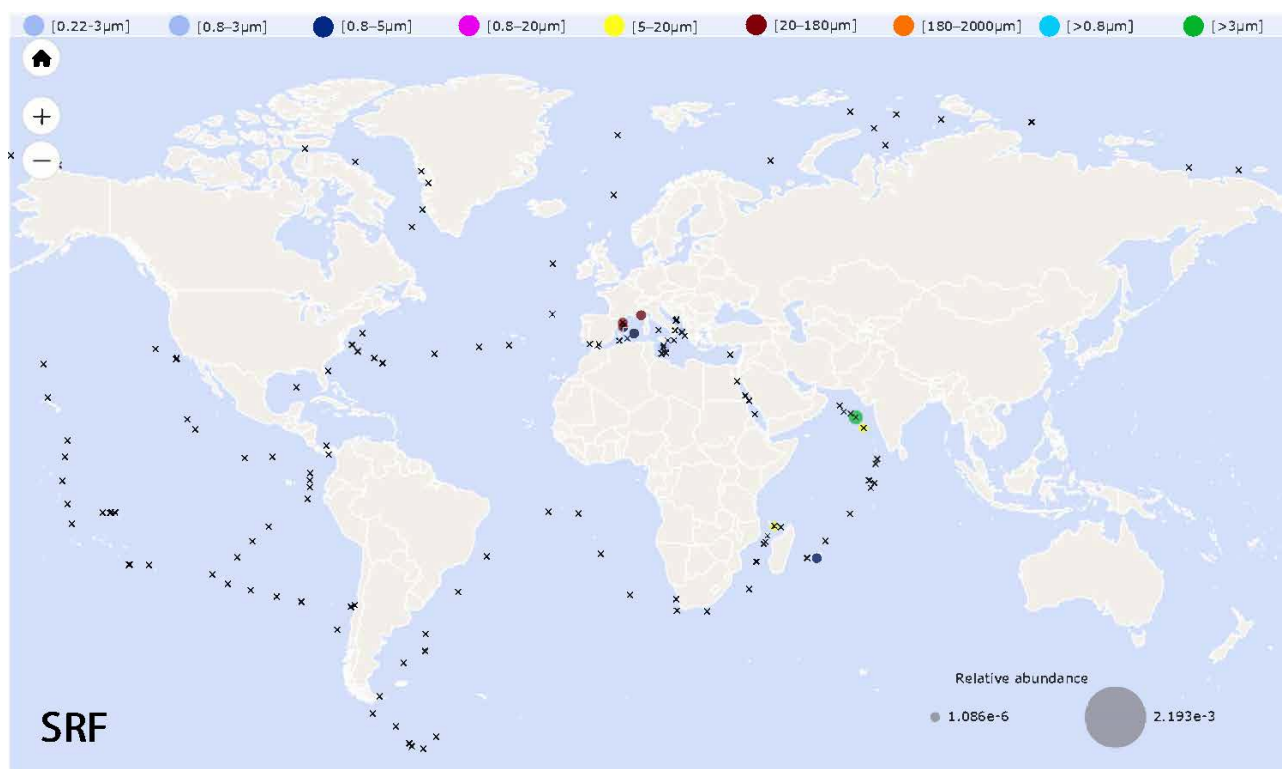 [0.22-3µm] [0.8-3µm] [0.8-5µm] [0.8-20µm] [5-20µm] [20-180µm] [180-2000µm] [>0.8µm] [>3µm]
+
−
Relative abundance
1.086e-6 2.193e-3
SRF